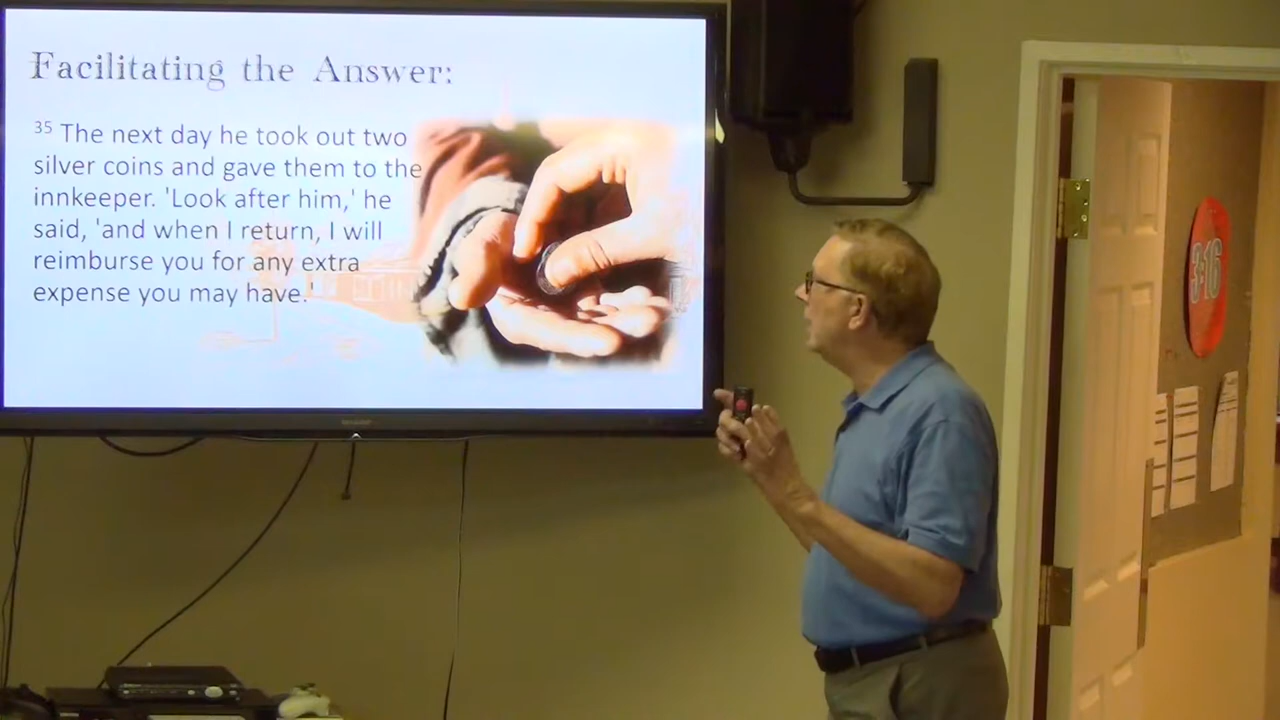 Facilitating the Answer:
35 The next day he took out two
silver coins and gave them to the
innkeeper. 'Look after him,' he
said, 'and when I return, I will
reimburse you for any extra
expense you may have.'
3:16
SHARP